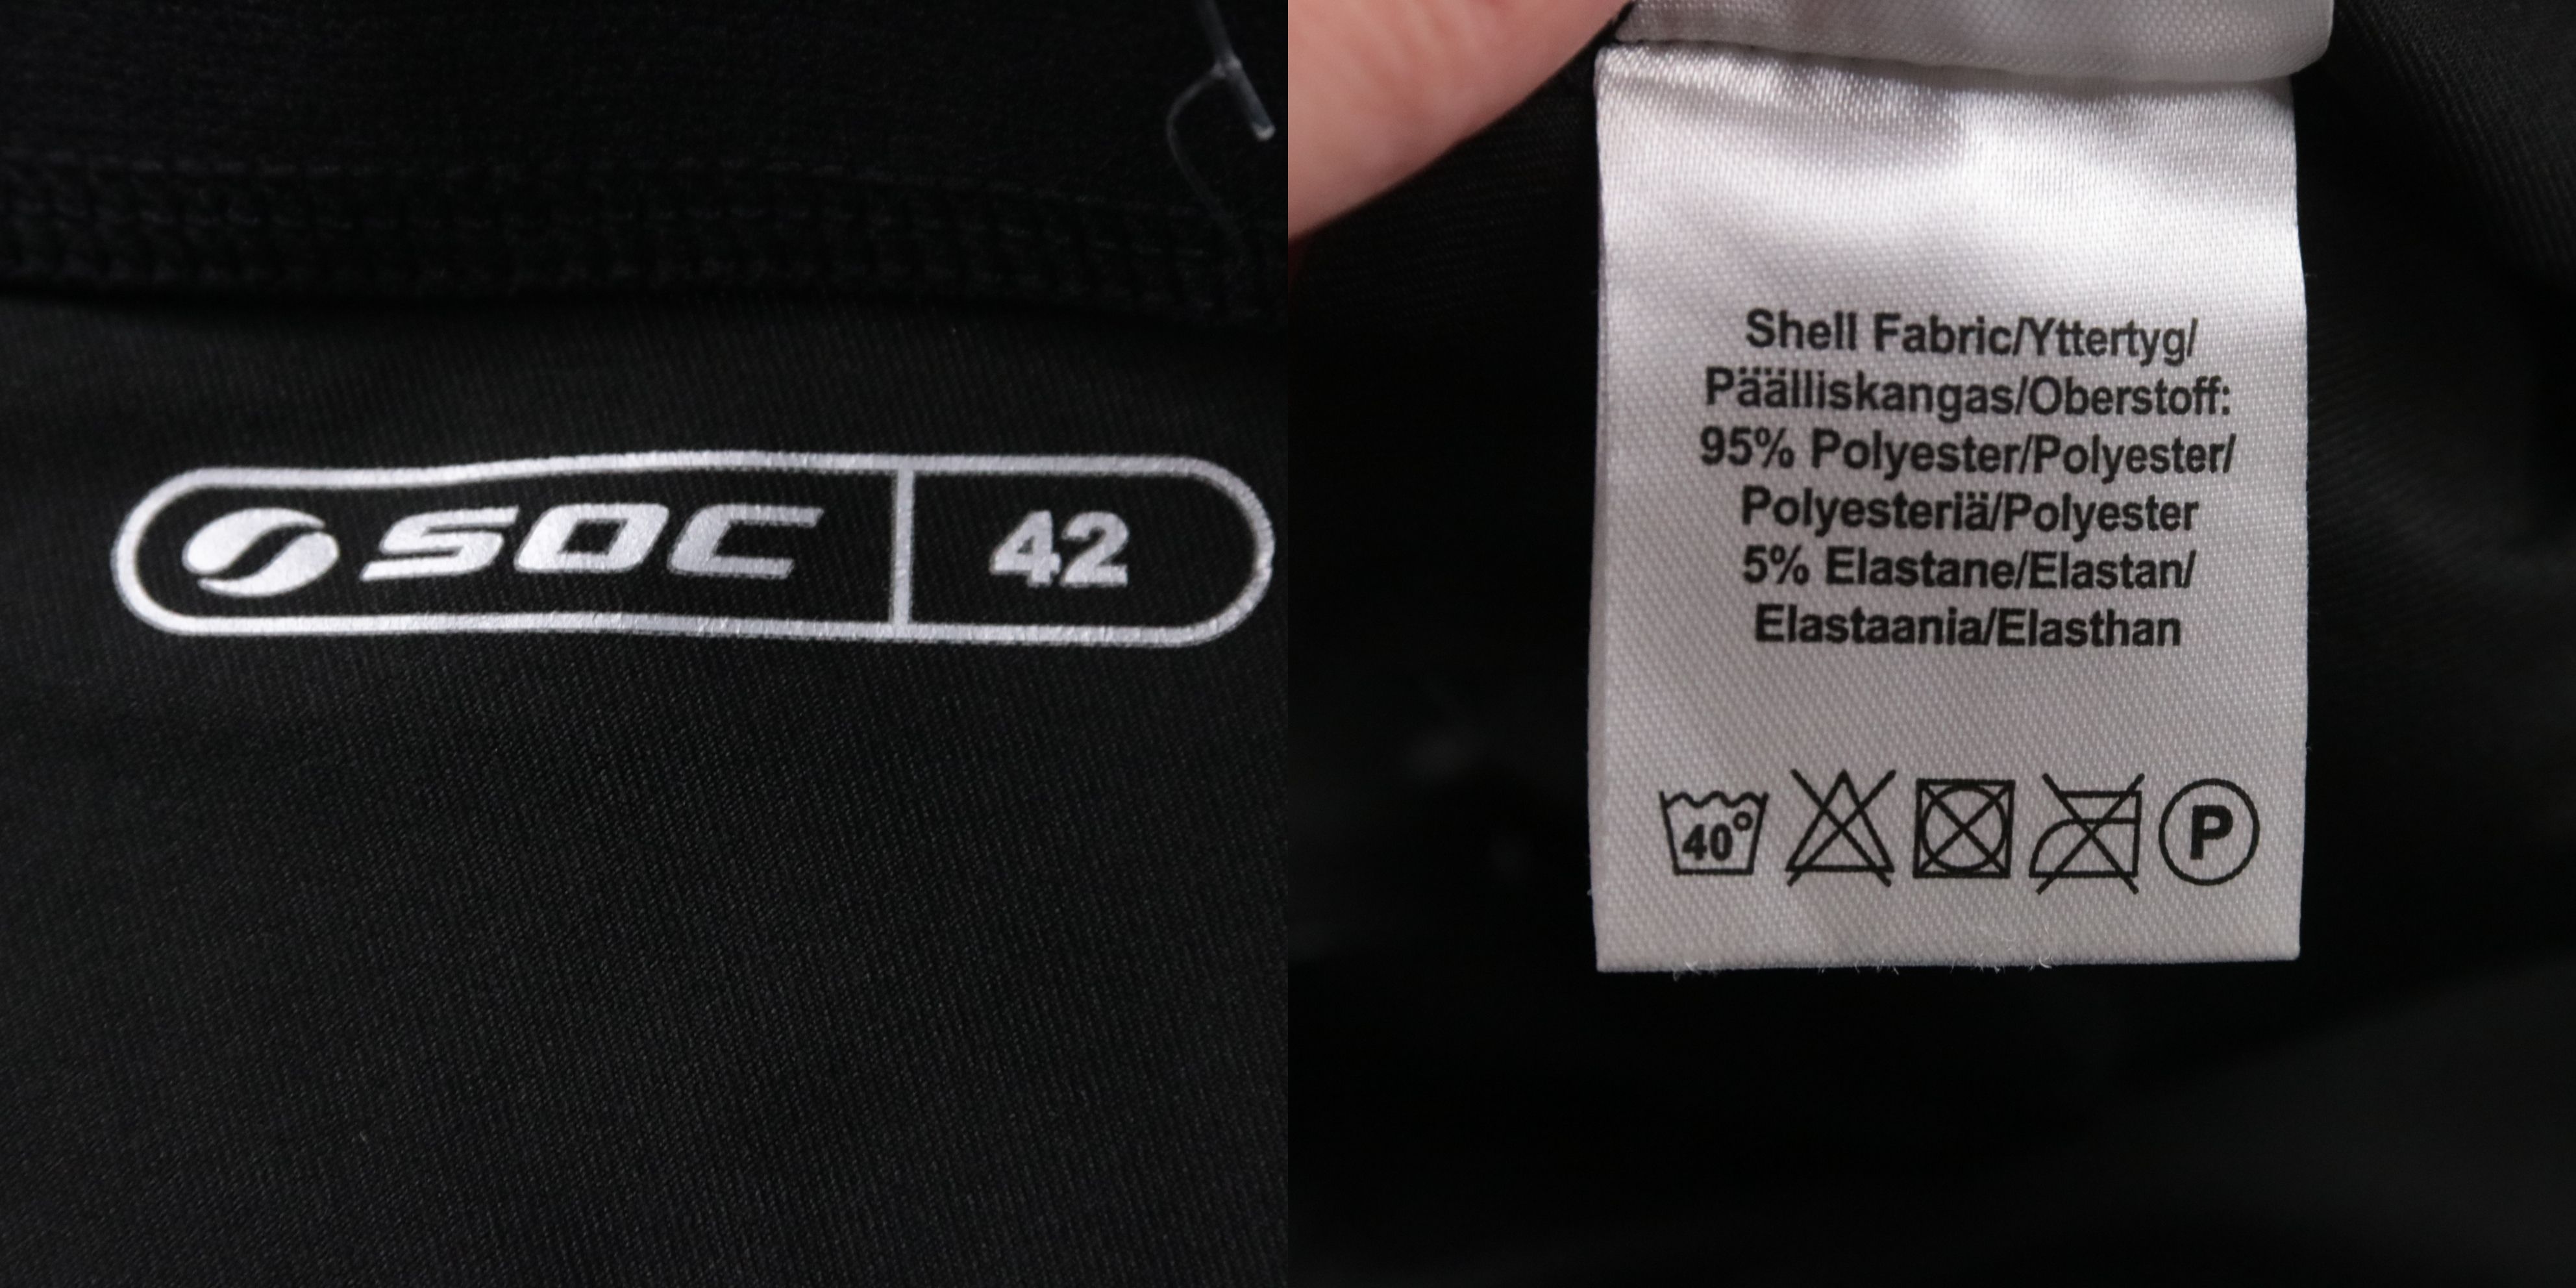 SOC 42
Shell Fabric/Yttertyg/
Päälliskangas/Oberstoff:
95% Polyester/Polyester/
Polyesteriä/Polyester
5% Elastane/Elastan/
Elastaania/Elasthan
40° P